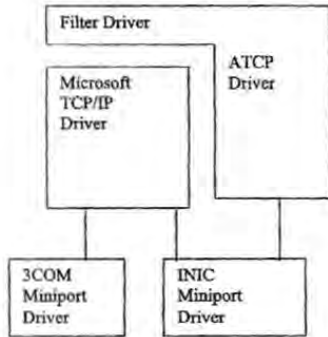 Filter Driver
ATCP
Driver
Microsoft
TCP/IP
Driver
3COM
Miniport
Driver
INIC
Miniport
Driver